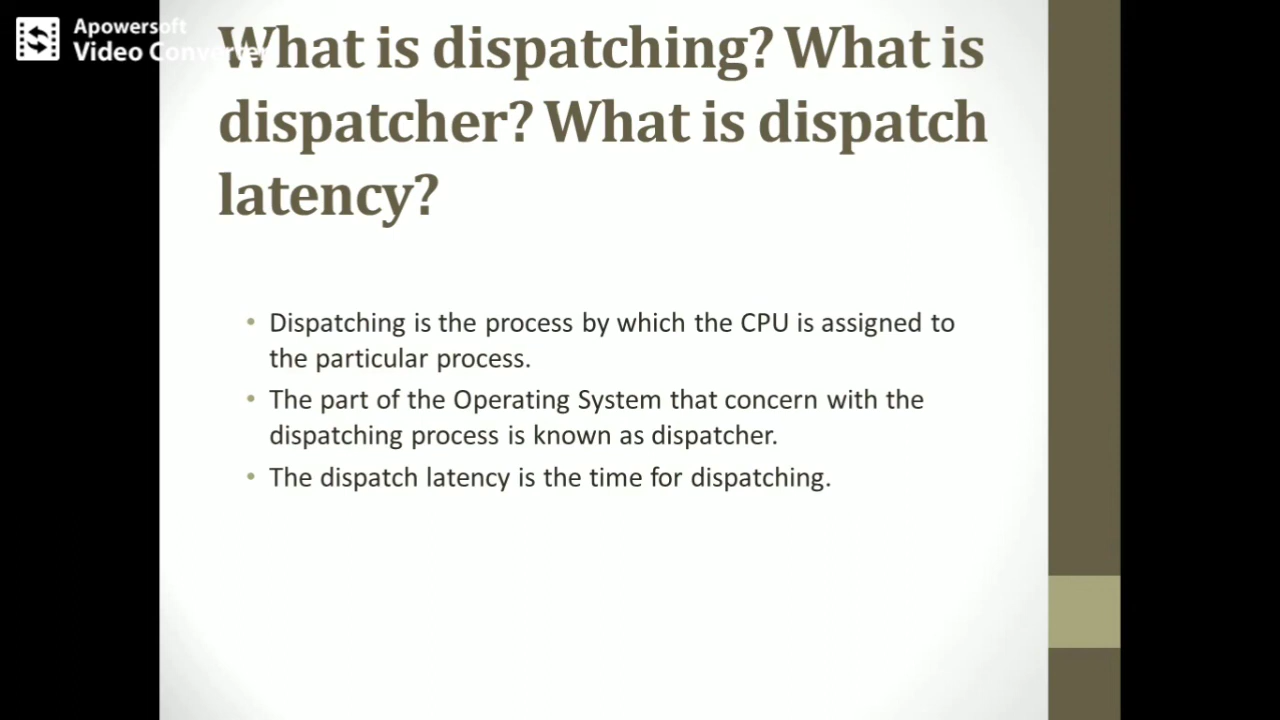 Apowersoft
Video Converter
What is dispatching? What is
dispatcher? What is dispatch
latency?
• Dispatching is the process by which the CPU is assigned to
the particular process.
• The part of the Operating System that concern with the
dispatching process is known as dispatcher.
• The dispatch latency is the time for dispatching.